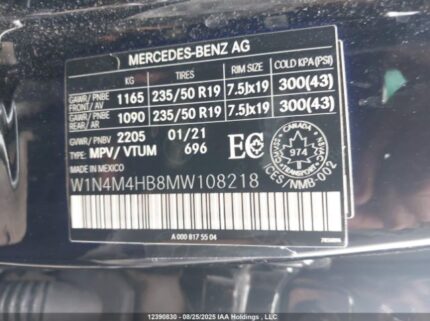 MERCEDES-BENZ AG
KG TIRES RIM SIZE COLD KPA(PSI)
GAWR/PNBE FRONT/AV 1165 235/50 R19 7.5Jx19 300(43)
GAWR/PNBE REAR/AR 1090 235/50 R19 7.5Jx19 300(43)
GVWR/PNBV 2205 01/21
TYPE: MPV/VTUM 696
MADE IN MEXICO
EC
CANADA
974
TRANSPORT
ICES/NMB-002
W1N4M4HB8MW108218
A 000 817 55 04
12390830 - 08/25/2025 - IAA Holdings, LLC